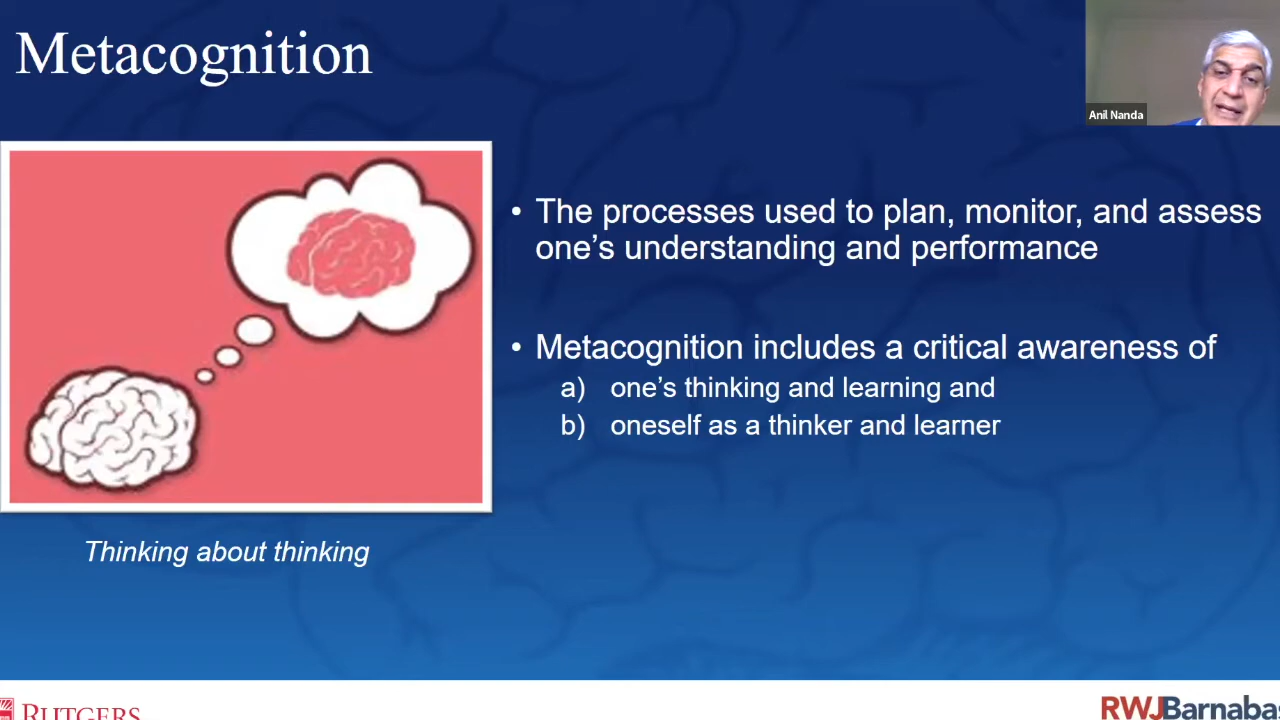 Metacognition
Anil Nanda
• The processes used to plan, monitor, and assess
one’s understanding and performance
• Metacognition includes a critical awareness of
a) one’s thinking and learning and
b) oneself as a thinker and learner
Thinking about thinking
RUTGERS
RWJBarnabas